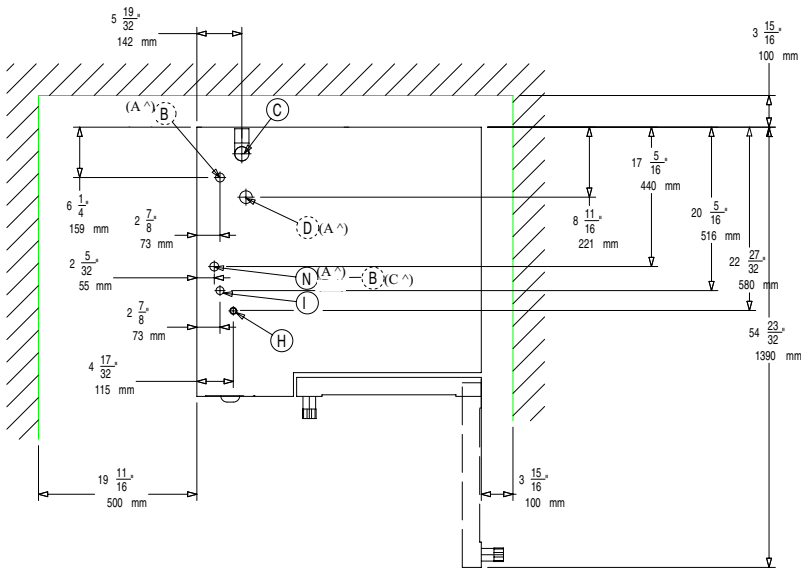 5 19/32"
142 mm
3 15/16"
100 mm
(A ^)
B
C
6 1/4"
159 mm
2 7/8"
73 mm
D (A ^)
8 11/16"
221 mm
17 5/16"
440 mm
20 5/16"
516 mm
22 27/32"
580 mm
54 23/32"
1390 mm
2 5/32"
55 mm
N (A ^) B (C ^)
I
2 7/8"
73 mm
H
4 17/32"
115 mm
19 11/16"
500 mm
3 15/16"
100 mm